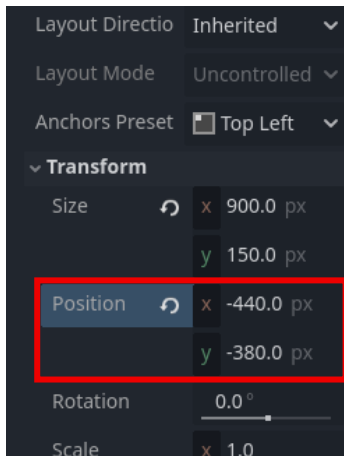 Layout Directio Inherited
Layout Mode Uncontrolled
Anchors Preset Top Left
Transform
Size x 900.0 px
y 150.0 px
Position x -440.0 px
y -380.0 px
Rotation 0.0 °
Scale x 1.0